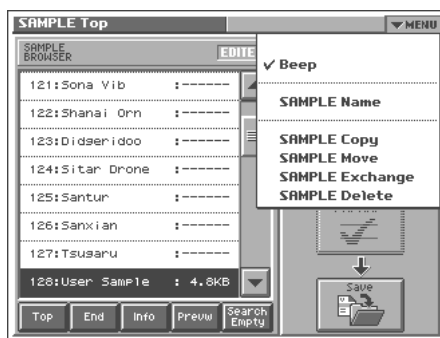 SAMPLE Top
▼MENU
SAMPLE
BROWSER
EDITE
121:Sona Vib :------
122:Shanai Orn :------
123:Didgeridoo :------
124:Sitar Drone :------
125:Santur :------
126:Sanxian :------
127:Tsugaru :------
128:User Sample : 4.8KB
✓ Beep
SAMPLE Name
SAMPLE Copy
SAMPLE Move
SAMPLE Exchange
SAMPLE Delete
Save
Top End Info Prevw Search
Empty